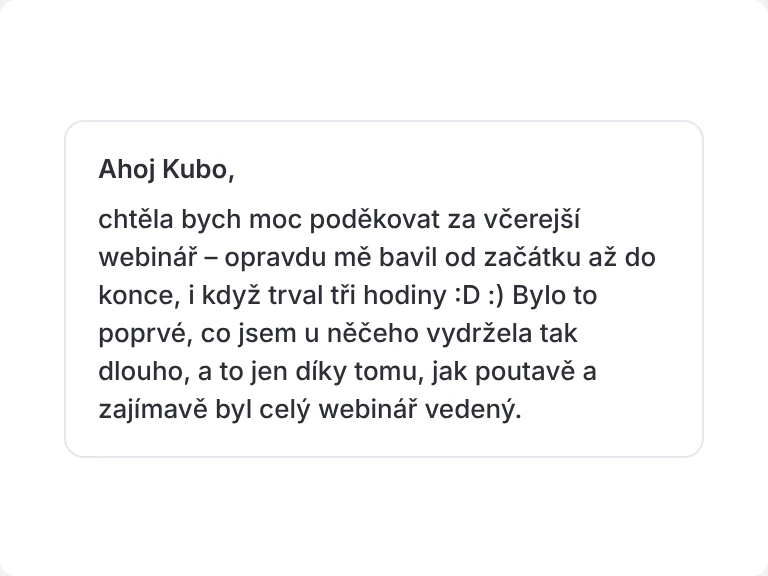 Ahoj Kubo,
chtěla bych moc poděkovat za včerejší
webinář – opravdu mě bavil od začátku až do
konce, i když trval tři hodiny :D :) Bylo to
poprvé, co jsem u něčeho vydržela tak
dlouho, a to jen díky tomu, jak poutavě a
zajímavě byl celý webinář vedený.